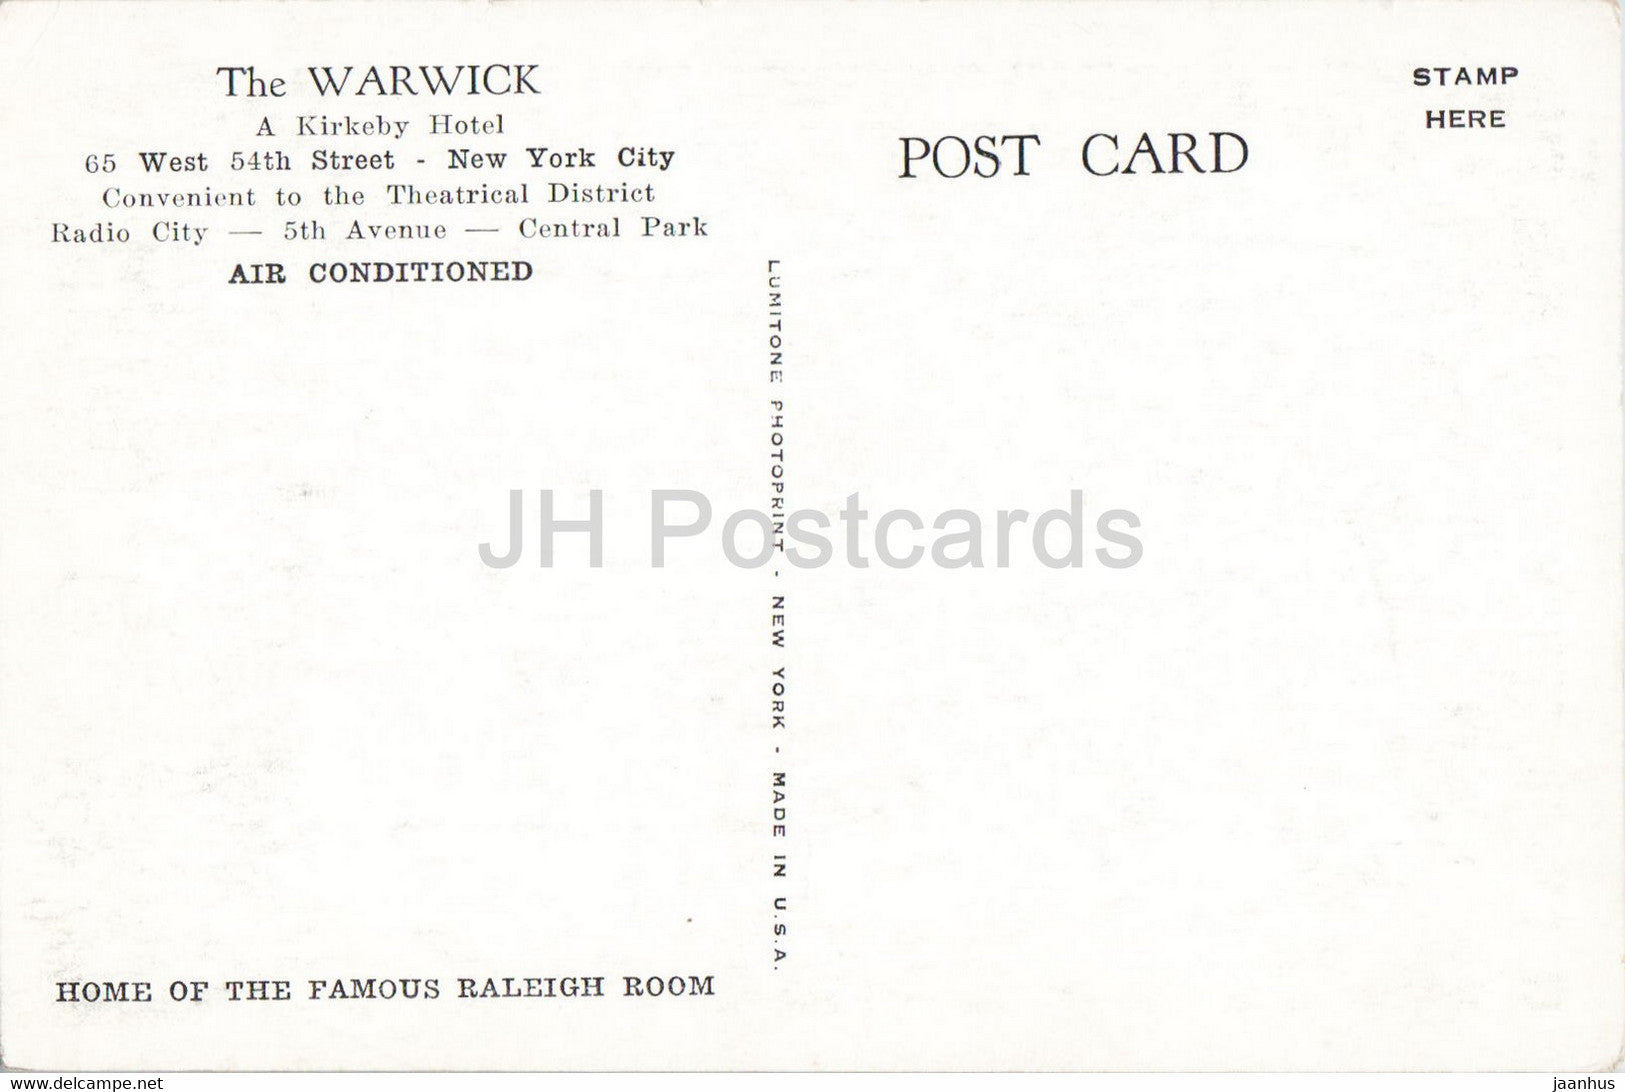 The WARWICK
A Kirkeby Hotel
65 West 54th Street - New York City
Convenient to the Theatrical District
Radio City — 5th Avenue — Central Park
AIR CONDITIONED
HOME OF THE FAMOUS RALEIGH ROOM
LUMITONE PHOTOPRINT - NEW YORK - MADE IN U.S.A.
POST CARD
STAMP
HERE
JH Postcards
www.delcampe.net
jaanhus